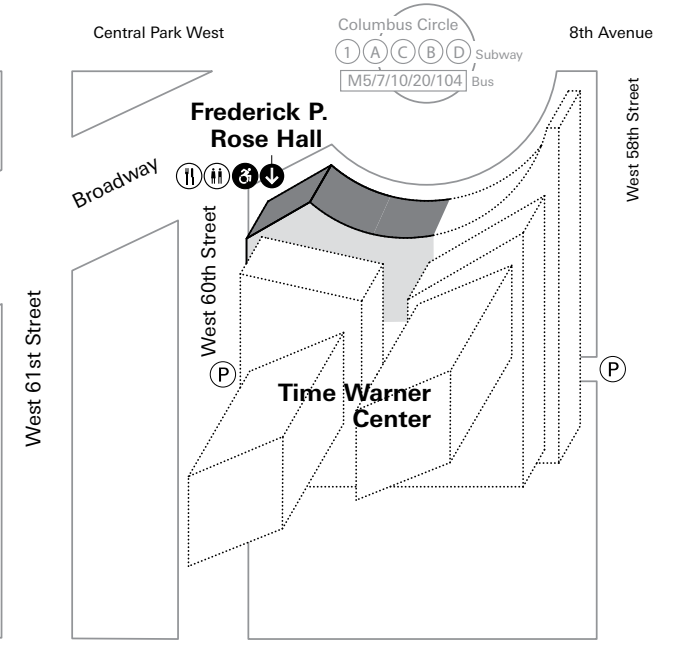 Central Park West
Columbus Circle
8th Avenue
1 A C B D Subway
M5/7/10/20/104 Bus
Frederick P.
Rose Hall
Broadway
West 58th Street
West 60th Street
West 61st Street
P
P
Time Warner
Center